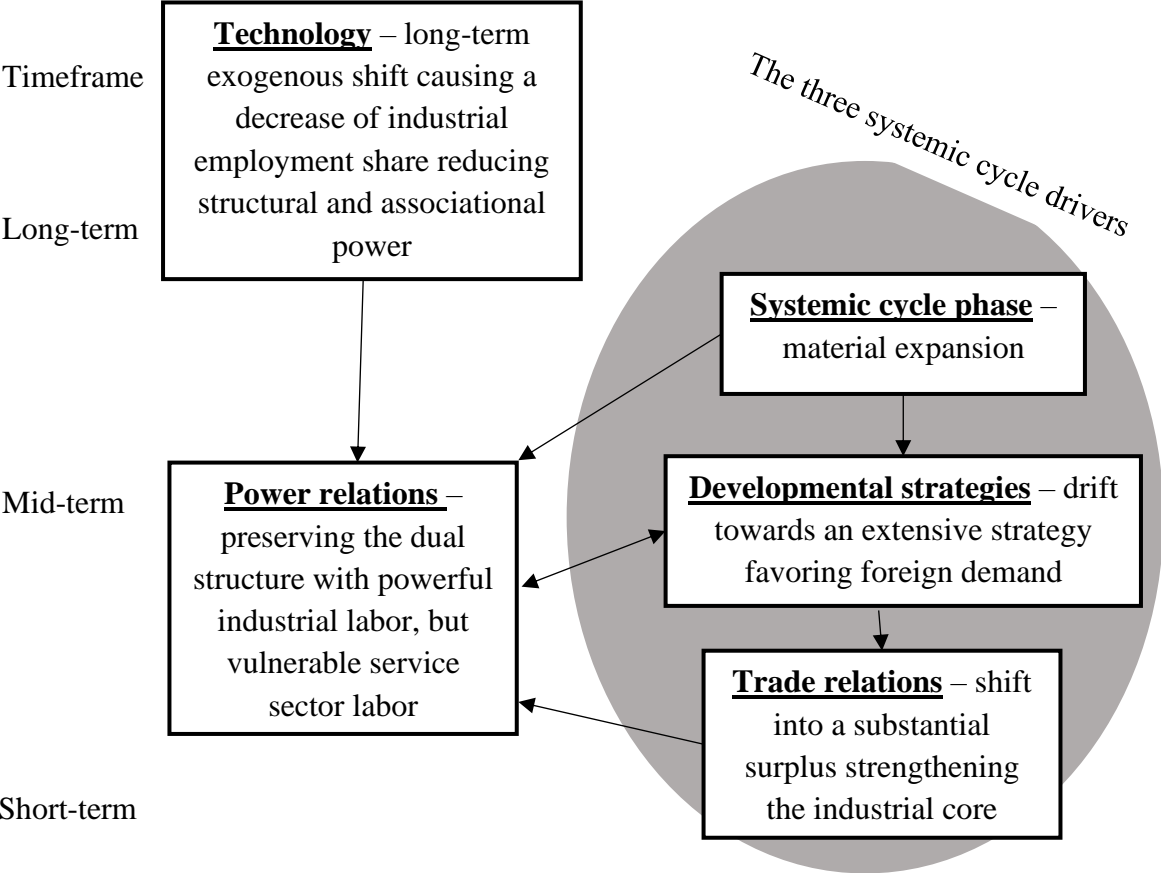 Timeframe
Long-term
Mid-term
Short-term
Technology – long-term
exogenous shift causing a
decrease of industrial
employment share reducing
structural and associational
power
The three systemic cycle drivers
Systemic cycle phase –
material expansion
Power relations –
preserving the dual
structure with powerful
industrial labor, but
vulnerable service
sector labor
Developmental strategies – drift
towards an extensive strategy
favoring foreign demand
Trade relations – shift
into a substantial
surplus strengthening
the industrial core